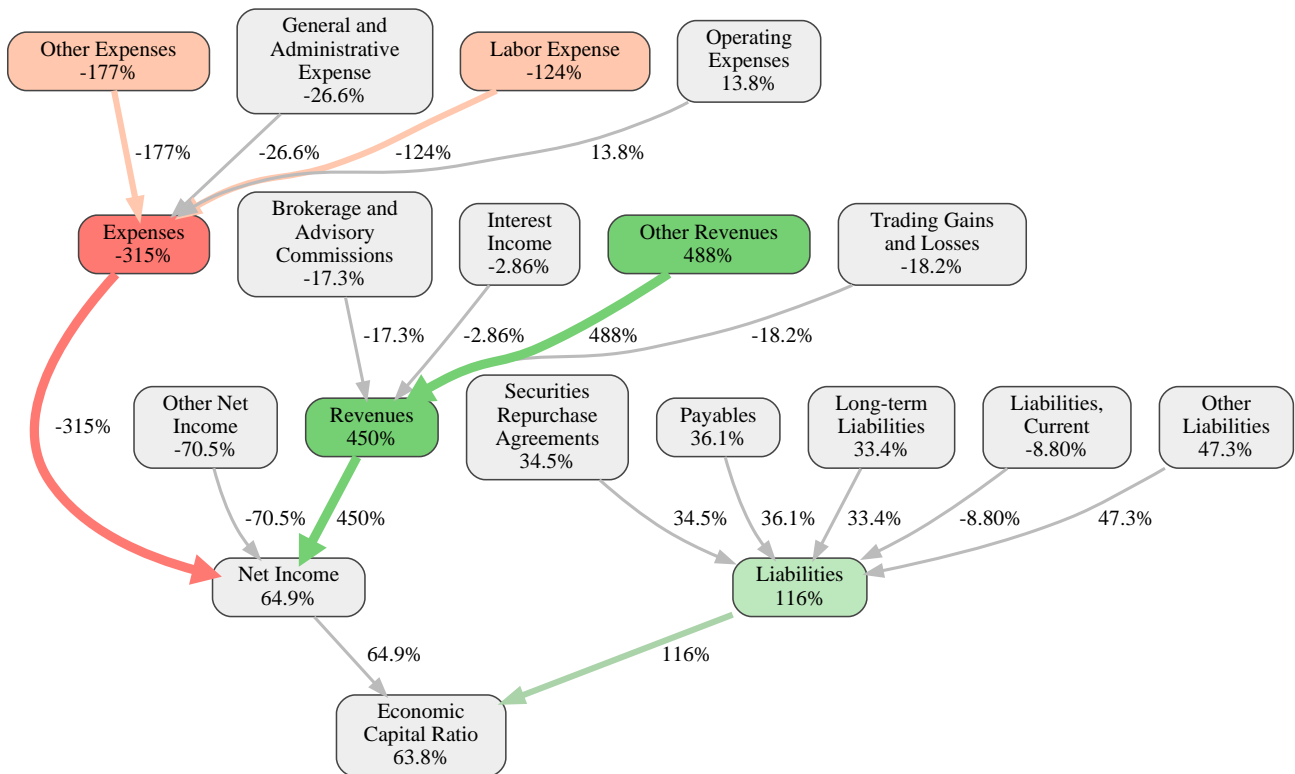 Other Expenses
-177%
General and
Administrative
Expense
-26.6%
Labor Expense
-124%
Operating
Expenses
13.8%
-177%
-26.6%
-124%
13.8%
Expenses
-315%
Brokerage and
Advisory
Commissions
-17.3%
Interest
Income
-2.86%
Other Revenues
488%
Trading Gains
and Losses
-18.2%
-17.3%
-2.86%
488%
-18.2%
-315%
Other Net
Income
-70.5%
Revenues
450%
Securities
Repurchase
Agreements
34.5%
Payables
36.1%
Long-term
Liabilities
33.4%
Liabilities,
Current
-8.80%
Other
Liabilities
47.3%
-70.5%
450%
34.5%
36.1%
33.4%
-8.80%
47.3%
Net Income
64.9%
Liabilities
116%
64.9%
116%
Economic
Capital Ratio
63.8%